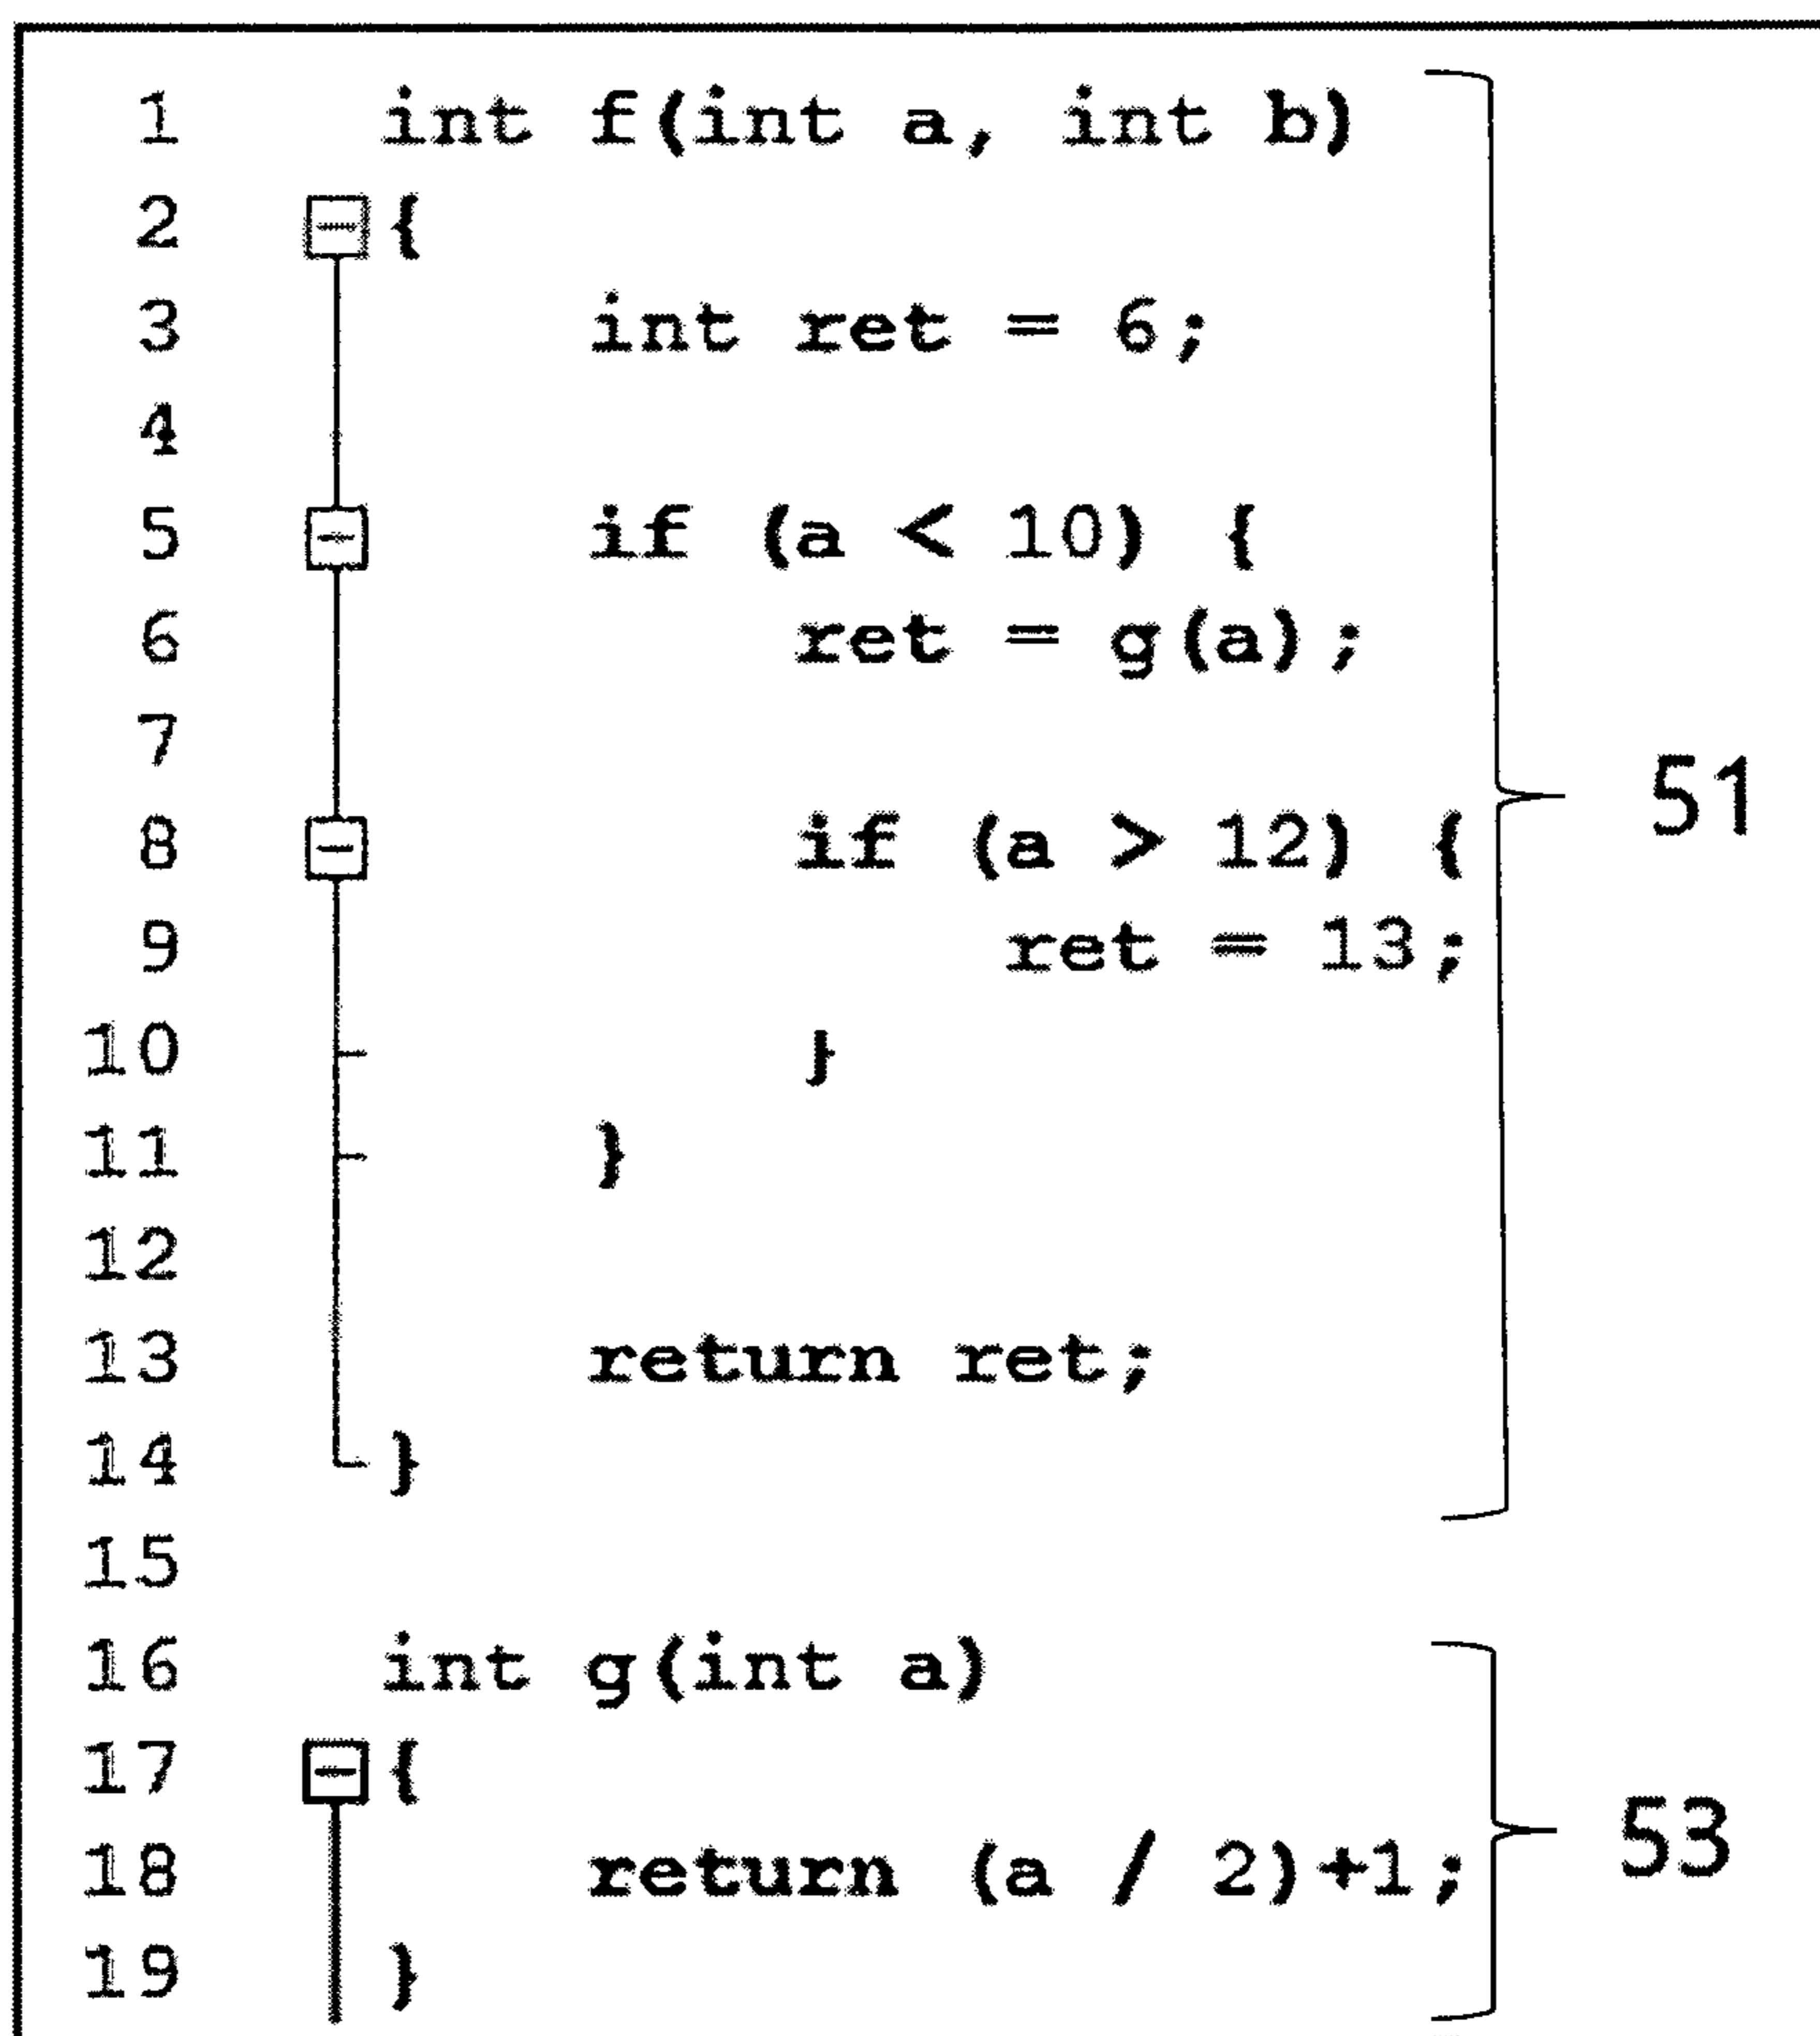 1 int f(int a, int b)
2 {
3 int ret = 6;
4
5 if (a < 10) {
6 ret = g(a);
7
8 if (a > 12) {
9 ret = 13;
10 }
11 }
12
13 return ret;
14 }
15
16 int g(int a)
17 {
18 return (a / 2)+1;
19 }
51
53